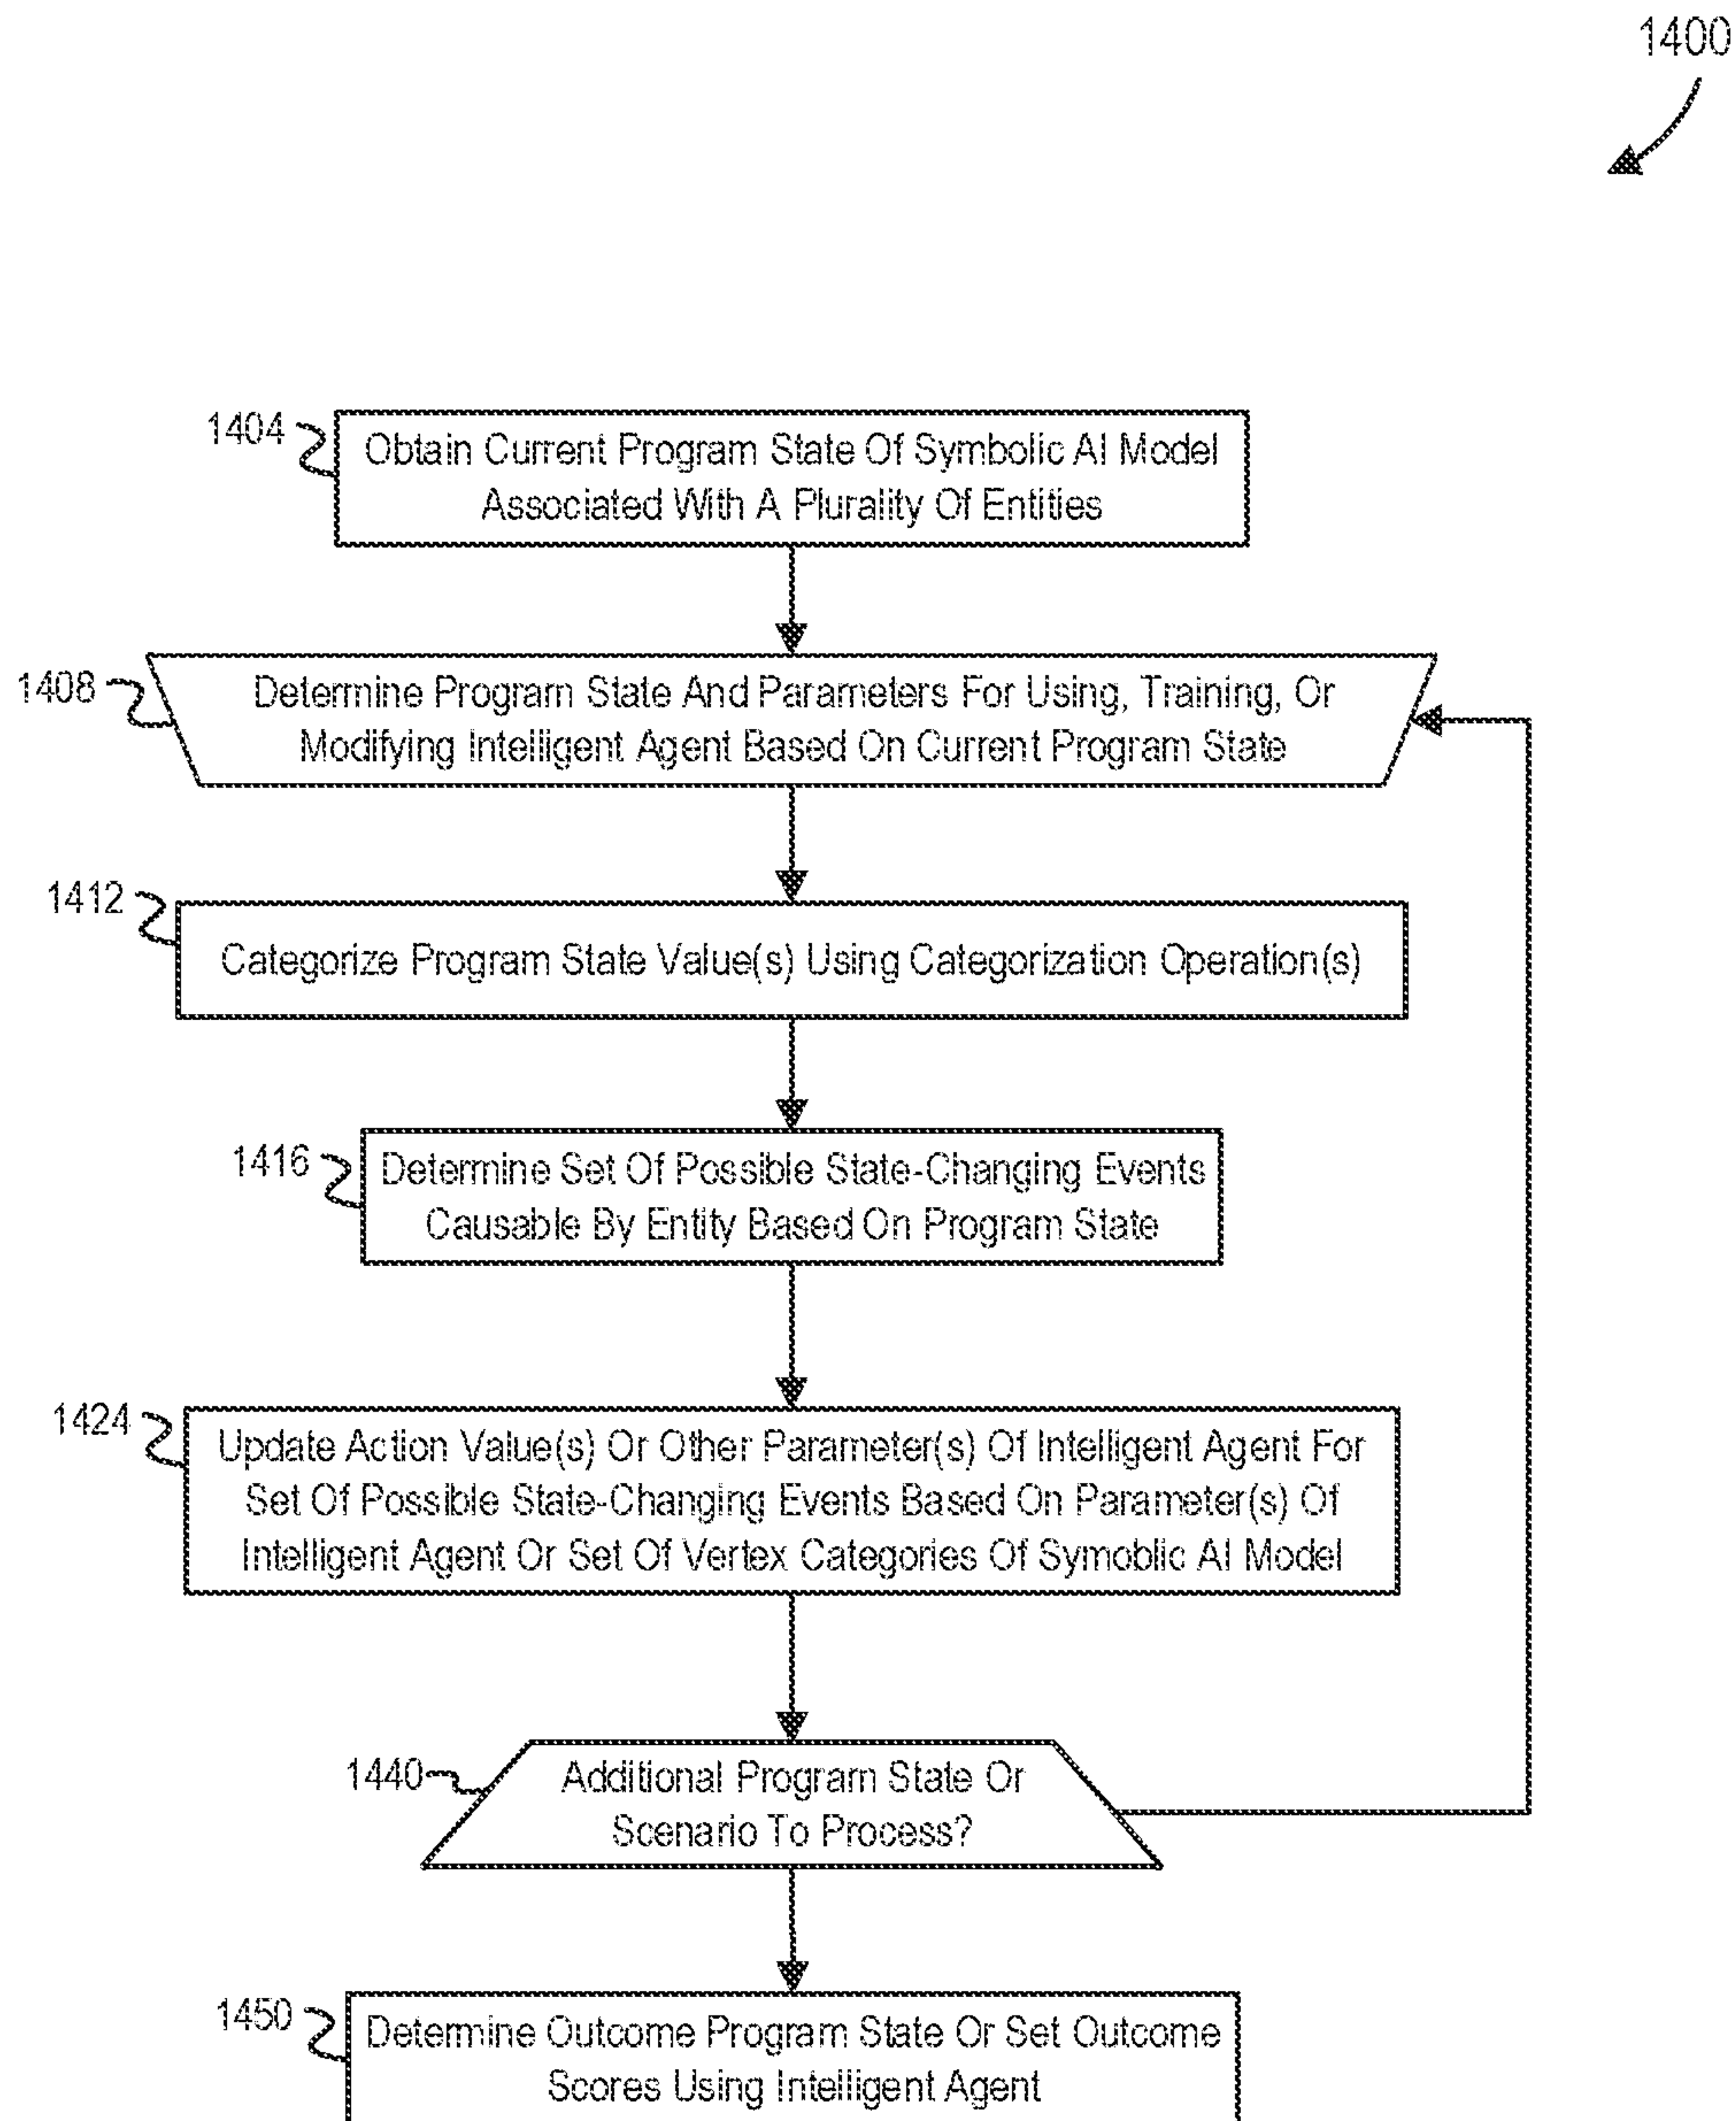 1400
1404
Obtain Current Program State Of Symbolic AI Model
Associated With A Plurality Of Entities
1408
Determine Program State And Parameters For Using, Training, Or
Modifying Intelligent Agent Based On Current Program State
1412
Categorize Program State Value(s) Using Categorization Operation(s)
1416
Determine Set Of Possible State-Changing Events
Causable By Entity Based On Program State
1424
Update Action Value(s) Or Other Parameter(s) Of Intelligent Agent For
Set Of Possible State-Changing Events Based On Parameter(s) Of
Intelligent Agent Or Set Of Vertex Categories Of Symoblic AI Model
1440
Additional Program State Or
Scenario To Process?
1450
Determine Outcome Program State Or Set Outcome
Scores Using Intelligent Agent